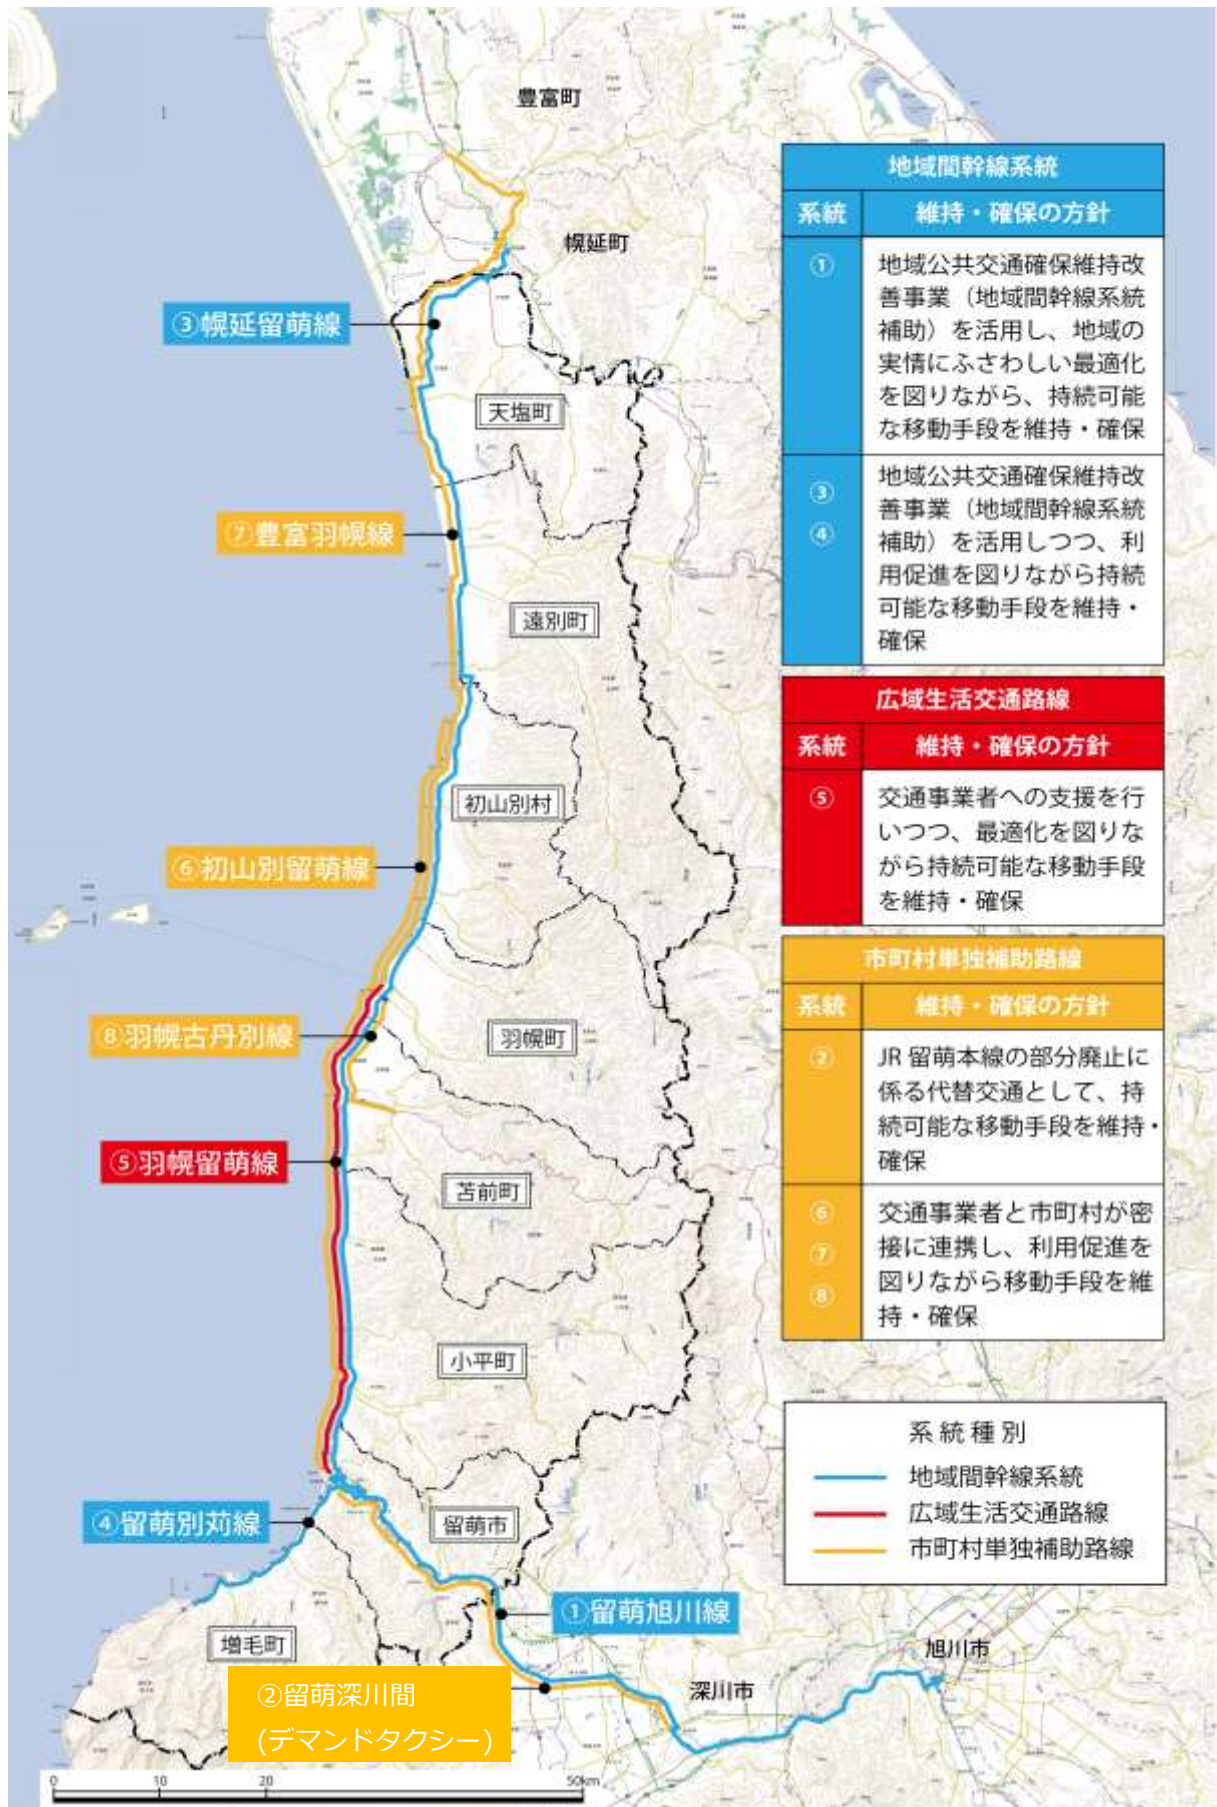 豊富町
幌延町
③幌延留萌線
天塩町
⑦豊富羽幌線
遠別町
初山別村
⑥初山別留萌線
羽幌町
⑧羽幌古丹別線
⑤羽幌留萌線
苫前町
小平町
④留萌別苅線
留萌市
①留萌旭川線
増毛町
②留萌深川間
(デマンドタクシー)
深川市
旭川市
0 10 20 50km
地域間幹線系統
系統 維持・確保の方針
①
地域公共交通確保維持改
善事業（地域間幹線系統
補助）を活用し、地域の
実情にふさわしい最適化
を図りながら、持続可能
な移動手段を維持・確保
③
④
地域公共交通確保維持改
善事業（地域間幹線系統
補助）を活用しつつ、利
用促進を図りながら持続
可能な移動手段を維持・
確保
広域生活交通路線
系統 維持・確保の方針
⑤
交通事業者への支援を行
いつつ、最適化を図りな
がら持続可能な移動手段
を維持・確保
市町村単独補助路線
系統 維持・確保の方針
②
JR 留萌本線の部分廃止に
係る代替交通として、持
続可能な移動手段を維持・
確保
⑥
⑦
⑧
交通事業者と市町村が密
接に連携し、利用促進を
図りながら移動手段を維
持・確保
系統種別
地域間幹線系統
広域生活交通路線
市町村単独補助路線